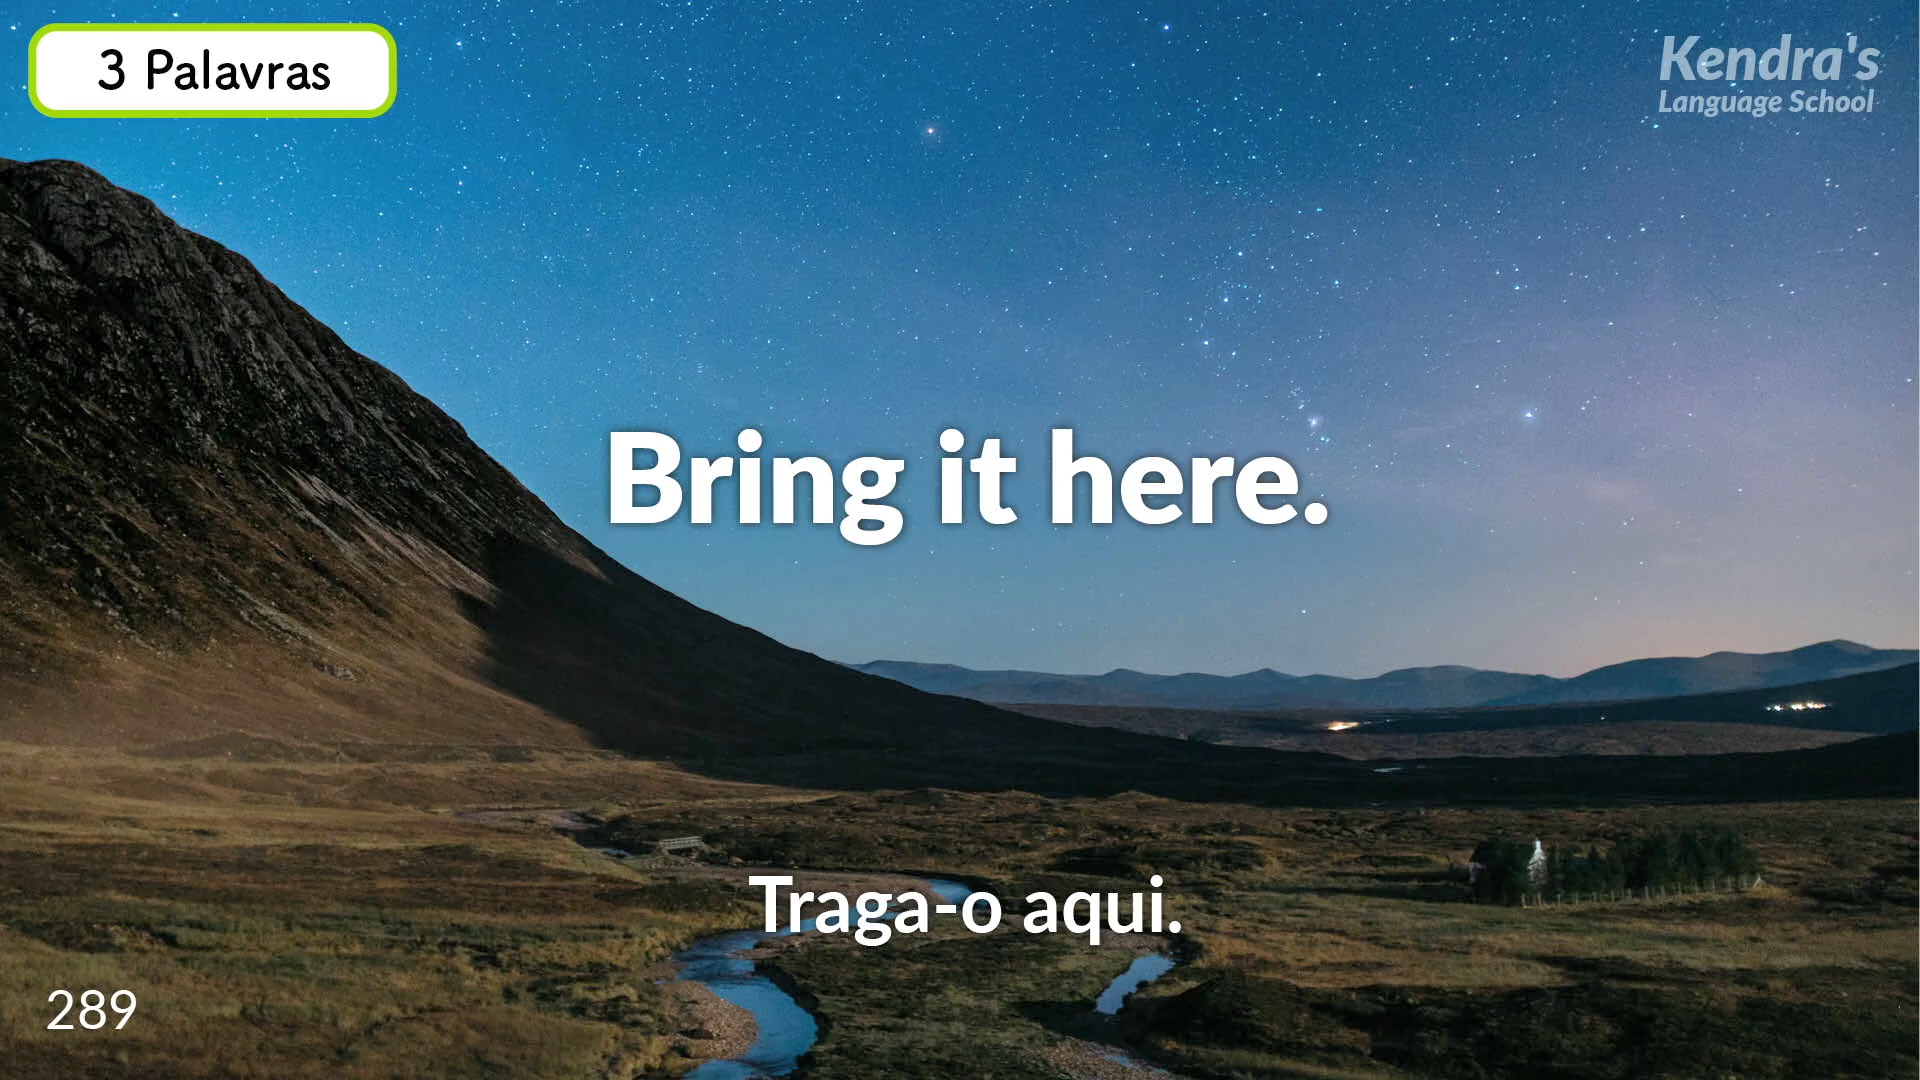 3 Palavras
Kendra's
Language School
Bring it here.
Traga-o aqui.
289